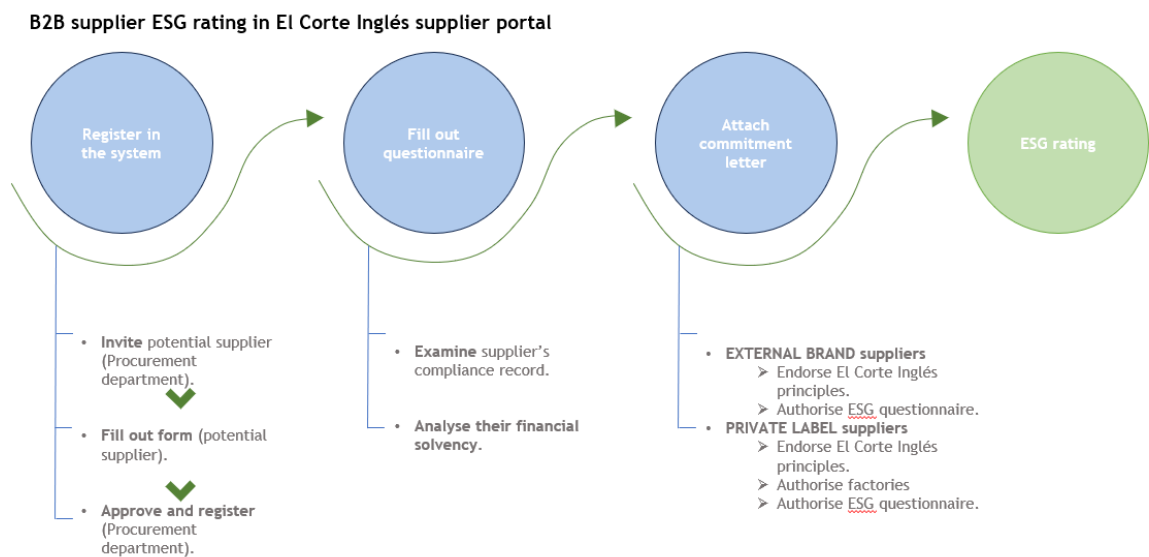 B2B supplier ESG rating in El Corte Inglés supplier portal
Register in
the system
Fill out
questionnaire
Attach
commitment
letter
ESG rating
• Invite potential supplier
(Procurement
department).
• Fill out form (potential
supplier).
• Approve and register
(Procurement
department).
• Examine supplier's
compliance record.
• Analyse their financial
solvency.
• EXTERNAL BRAND suppliers
➢ Endorse El Corte Inglés
principles.
➢ Authorise ESG questionnaire.
• PRIVATE LABEL suppliers
➢ Endorse El Corte Inglés
principles.
➢ Authorise factories
➢ Authorise ESG questionnaire.